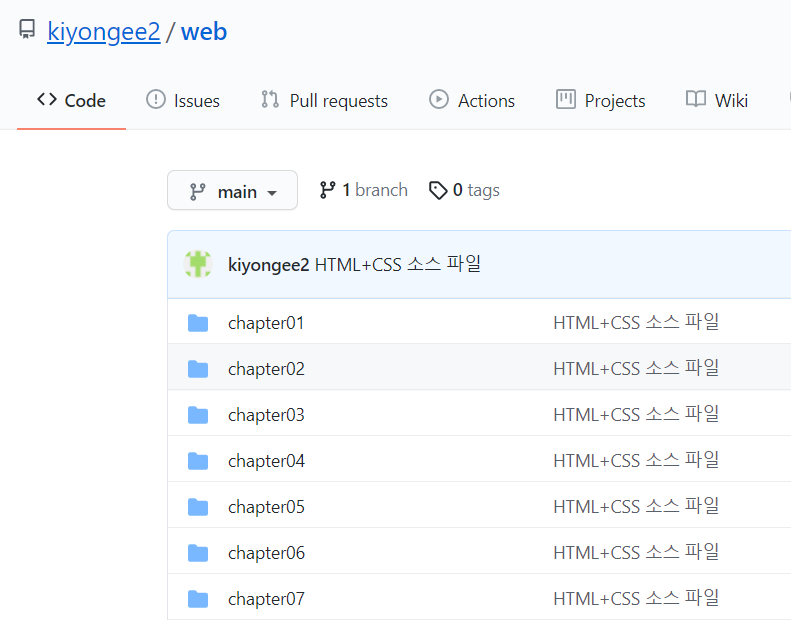 kiyongee2 / web
Code Issues Pull requests Actions Projects Wiki
main 1 branch 0 tags
kiyongee2 HTML+CSS 소스 파일
chapter01 HTML+CSS 소스 파일
chapter02 HTML+CSS 소스 파일
chapter03 HTML+CSS 소스 파일
chapter04 HTML+CSS 소스 파일
chapter05 HTML+CSS 소스 파일
chapter06 HTML+CSS 소스 파일
chapter07 HTML+CSS 소스 파일